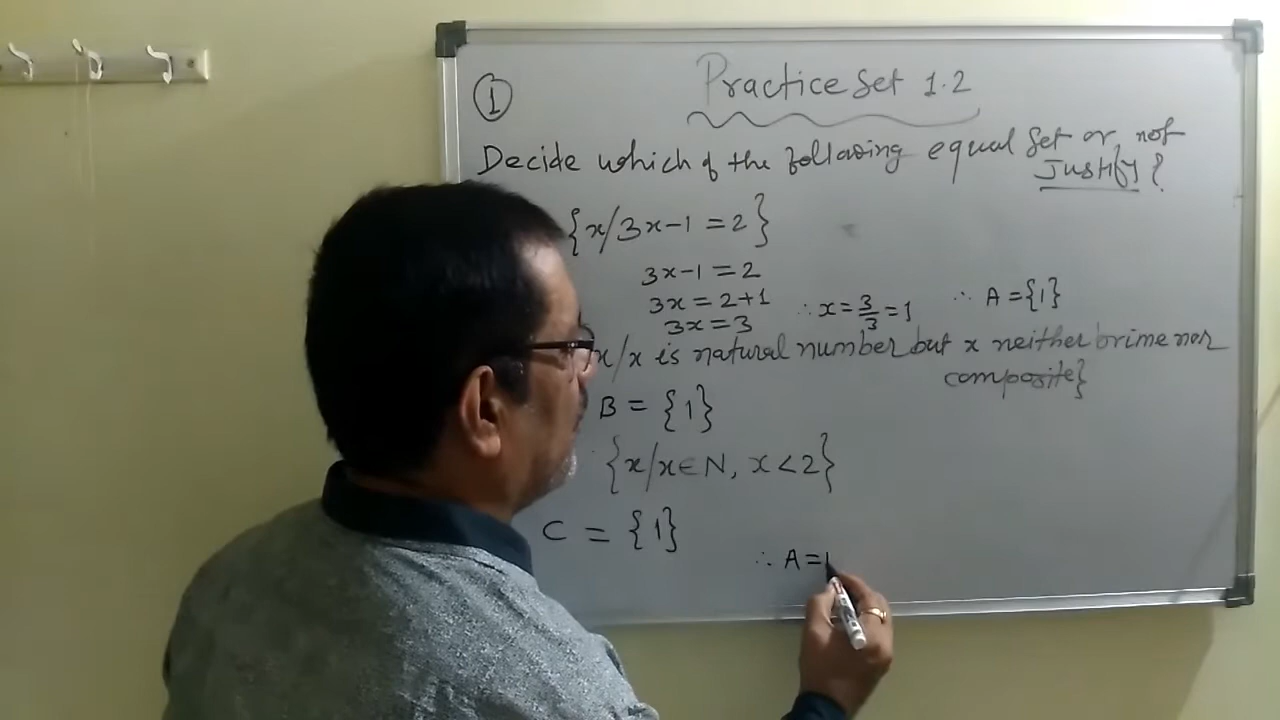 ① Practice Set 1.2
Decide which of the following equal set or not
Justify?
{x/3x-1=2}
3x-1=2
3x=2+1 ∴x=3/3=1 ∴ A={1}
3x=3
x/x is natural number but x neither prime nor
composite}
B={1}
{x/x∈N, x<2}
C={1}
∴ A=